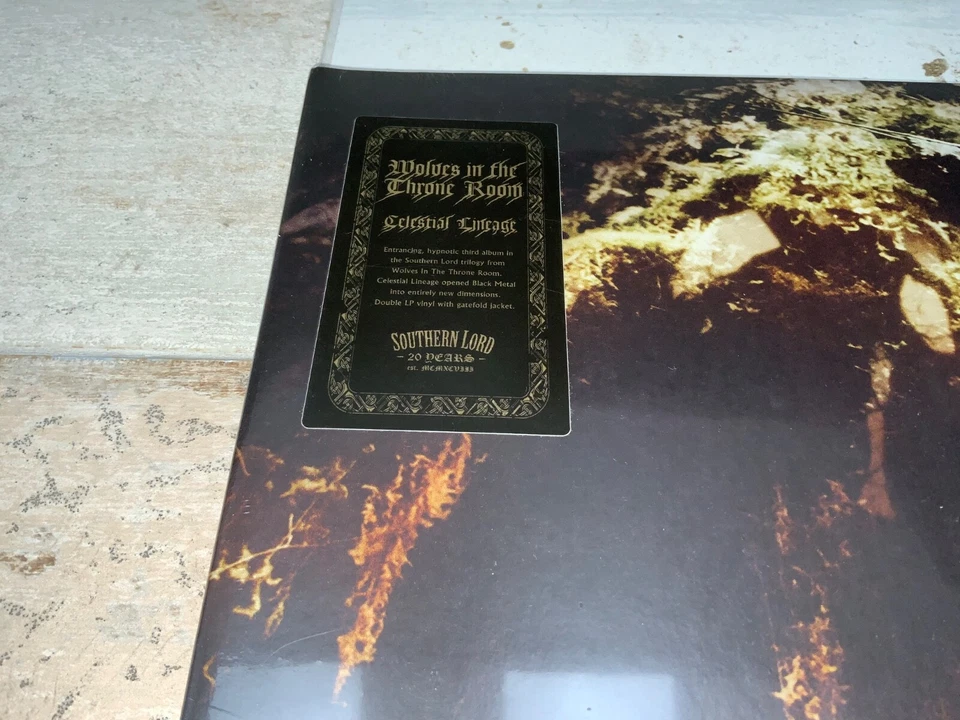 Wolves in the
Throne Room
Celestial Lineage
Entrancing, hypnotic third album in
the Southern Lord trilogy from
Wolves In The Throne Room.
Celestial Lineage opened Black Metal
into entirely new dimensions.
Double LP vinyl with gatefold jacket.
SOUTHERN LORD
– 20 YEARS –
est. MCMXCVIII